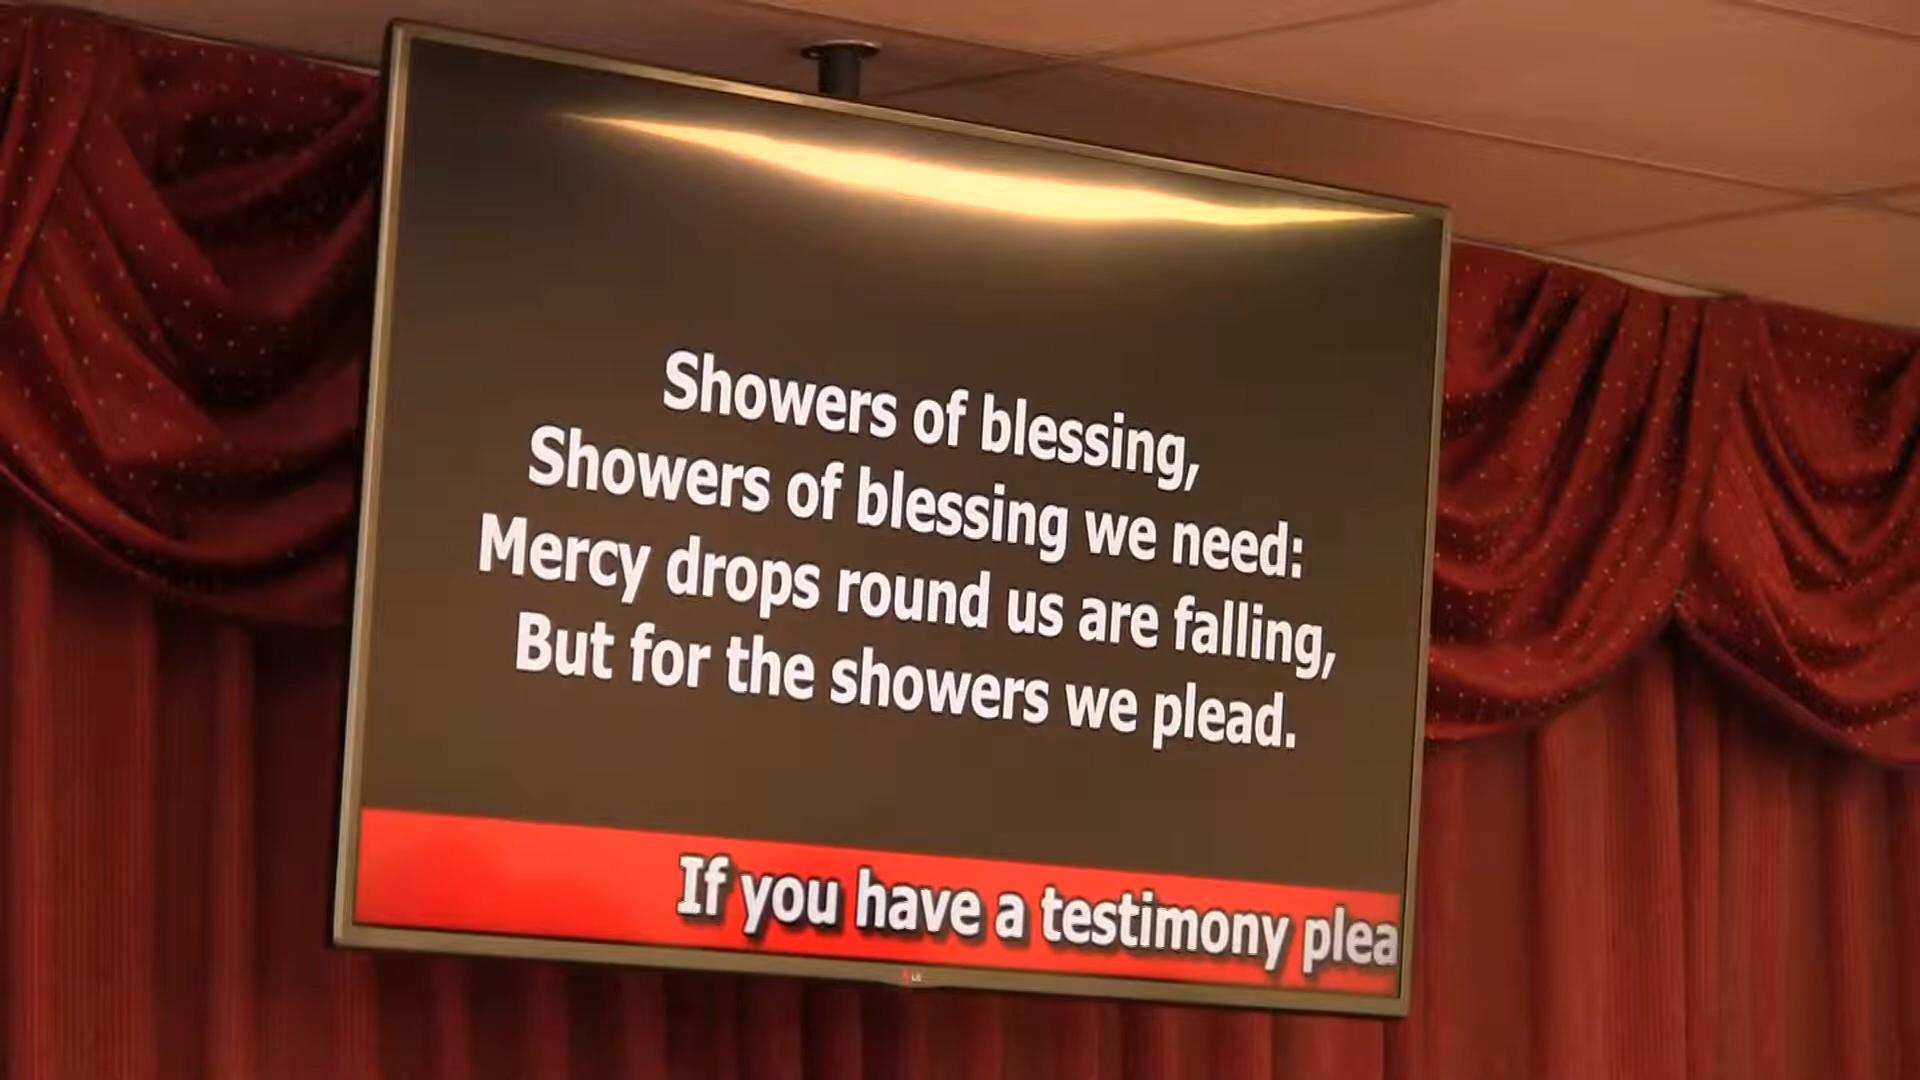 Showers of blessing,
Showers of blessing we need:
Mercy drops round us are falling,
But for the showers we plead.
If you have a testimony plea
LG